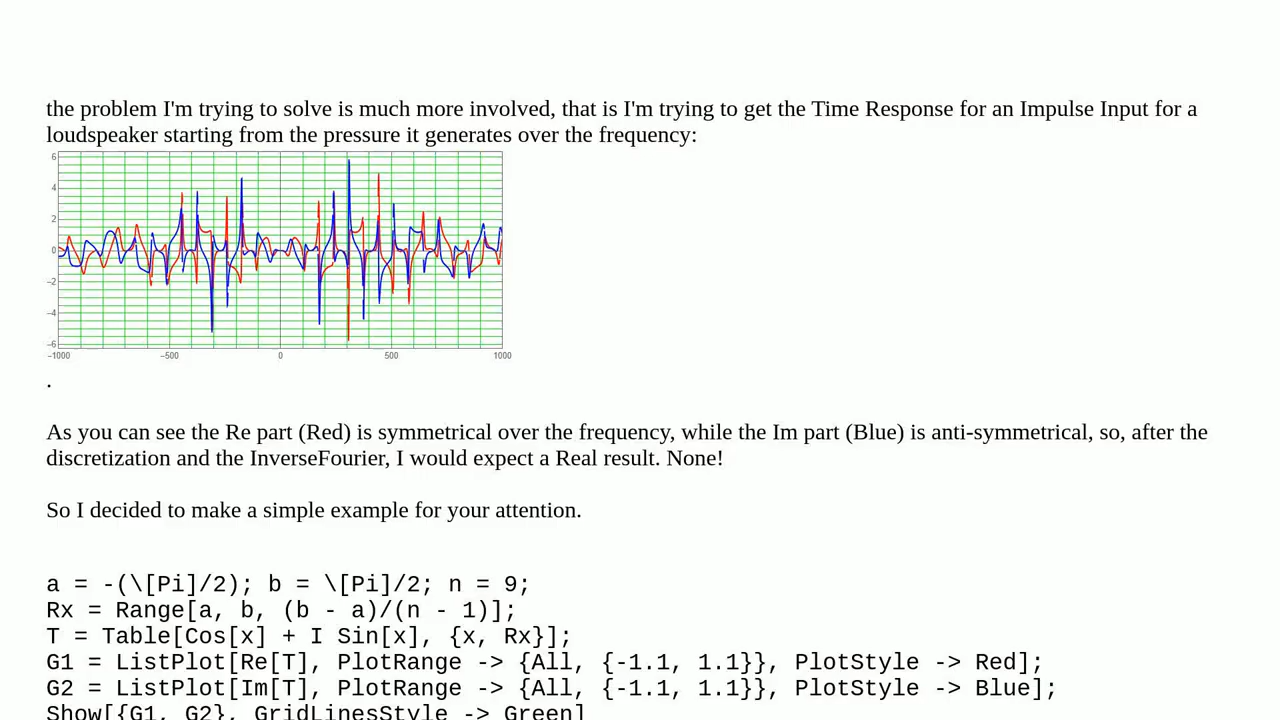 the problem I'm trying to solve is much more involved, that is I'm trying to get the Time Response for an Impulse Input for a
loudspeaker starting from the pressure it generates over the frequency:
6
4
2
0
-2
-4
-6
-1000 -500 0 500 1000
.
As you can see the Re part (Red) is symmetrical over the frequency, while the Im part (Blue) is anti-symmetrical, so, after the
discretization and the InverseFourier, I would expect a Real result. None!
So I decided to make a simple example for your attention.
a = -(\[Pi]/2); b = \[Pi]/2; n = 9;
Rx = Range[a, b, (b - a)/(n - 1)];
T = Table[Cos[x] + I Sin[x], {x, Rx}];
G1 = ListPlot[Re[T], PlotRange -> {All, {-1.1, 1.1}}, PlotStyle -> Red];
G2 = ListPlot[Im[T], PlotRange -> {All, {-1.1, 1.1}}, PlotStyle -> Blue];
Show[{G1, G2}, GridLinesStyle -> Green]